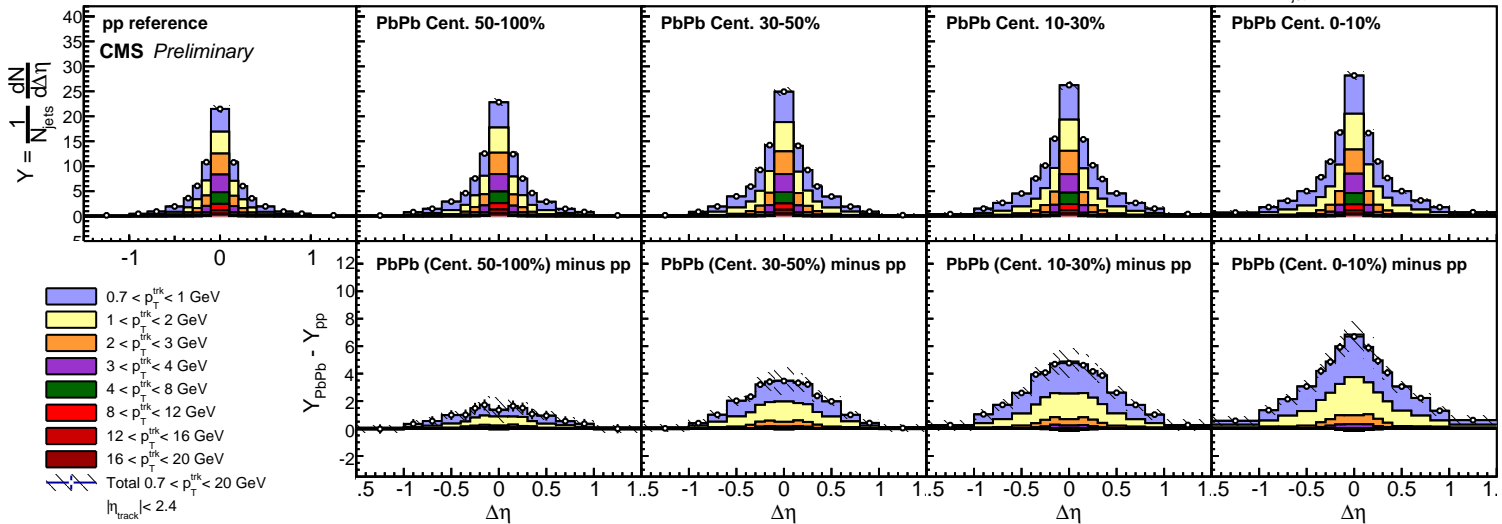 pp reference
CMS Preliminary
PbPb Cent. 50-100%
PbPb Cent. 30-50%
PbPb Cent. 10-30%
PbPb Cent. 0-10%
Y = 1/N_jets dN/dΔη
40
35
30
25
20
15
10
5
0
-1 0 1
PbPb (Cent. 50-100%) minus pp
PbPb (Cent. 30-50%) minus pp
PbPb (Cent. 10-30%) minus pp
PbPb (Cent. 0-10%) minus pp
Y_PbPb - Y_pp
12
10
8
6
4
2
0
-2
0.7 < p_T^trk < 1 GeV
1 < p_T^trk < 2 GeV
2 < p_T^trk < 3 GeV
3 < p_T^trk < 4 GeV
4 < p_T^trk < 8 GeV
8 < p_T^trk < 12 GeV
12 < p_T^trk < 16 GeV
16 < p_T^trk < 20 GeV
Total 0.7 < p_T^trk < 20 GeV
|η_track| < 2.4
.5 -1 -0.5 0 0.5 1 1.5 -1 -0.5 0 0.5 1 1.5 -1 -0.5 0 0.5 1 1.5 -1 -0.5 0 0.5 1 1.
Δη Δη Δη Δη